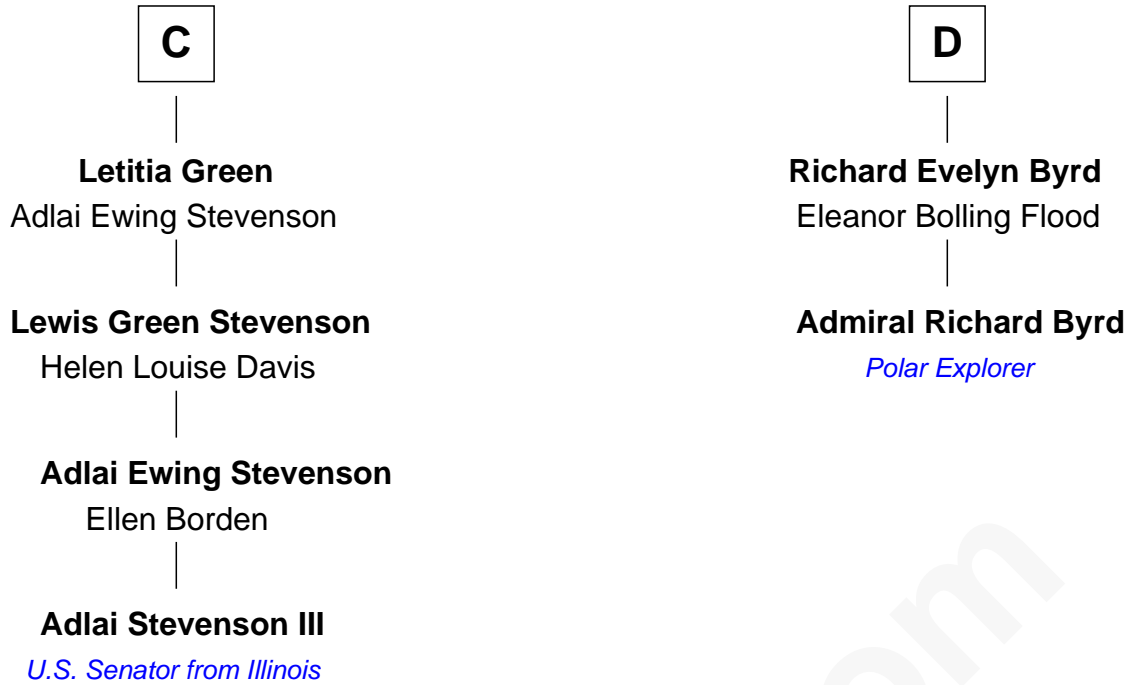 C
Letitia Green
Adlai Ewing Stevenson
Lewis Green Stevenson
Helen Louise Davis
Adlai Ewing Stevenson
Ellen Borden
Adlai Stevenson III
U.S. Senator from Illinois
D
Richard Evelyn Byrd
Eleanor Bolling Flood
Admiral Richard Byrd
Polar Explorer